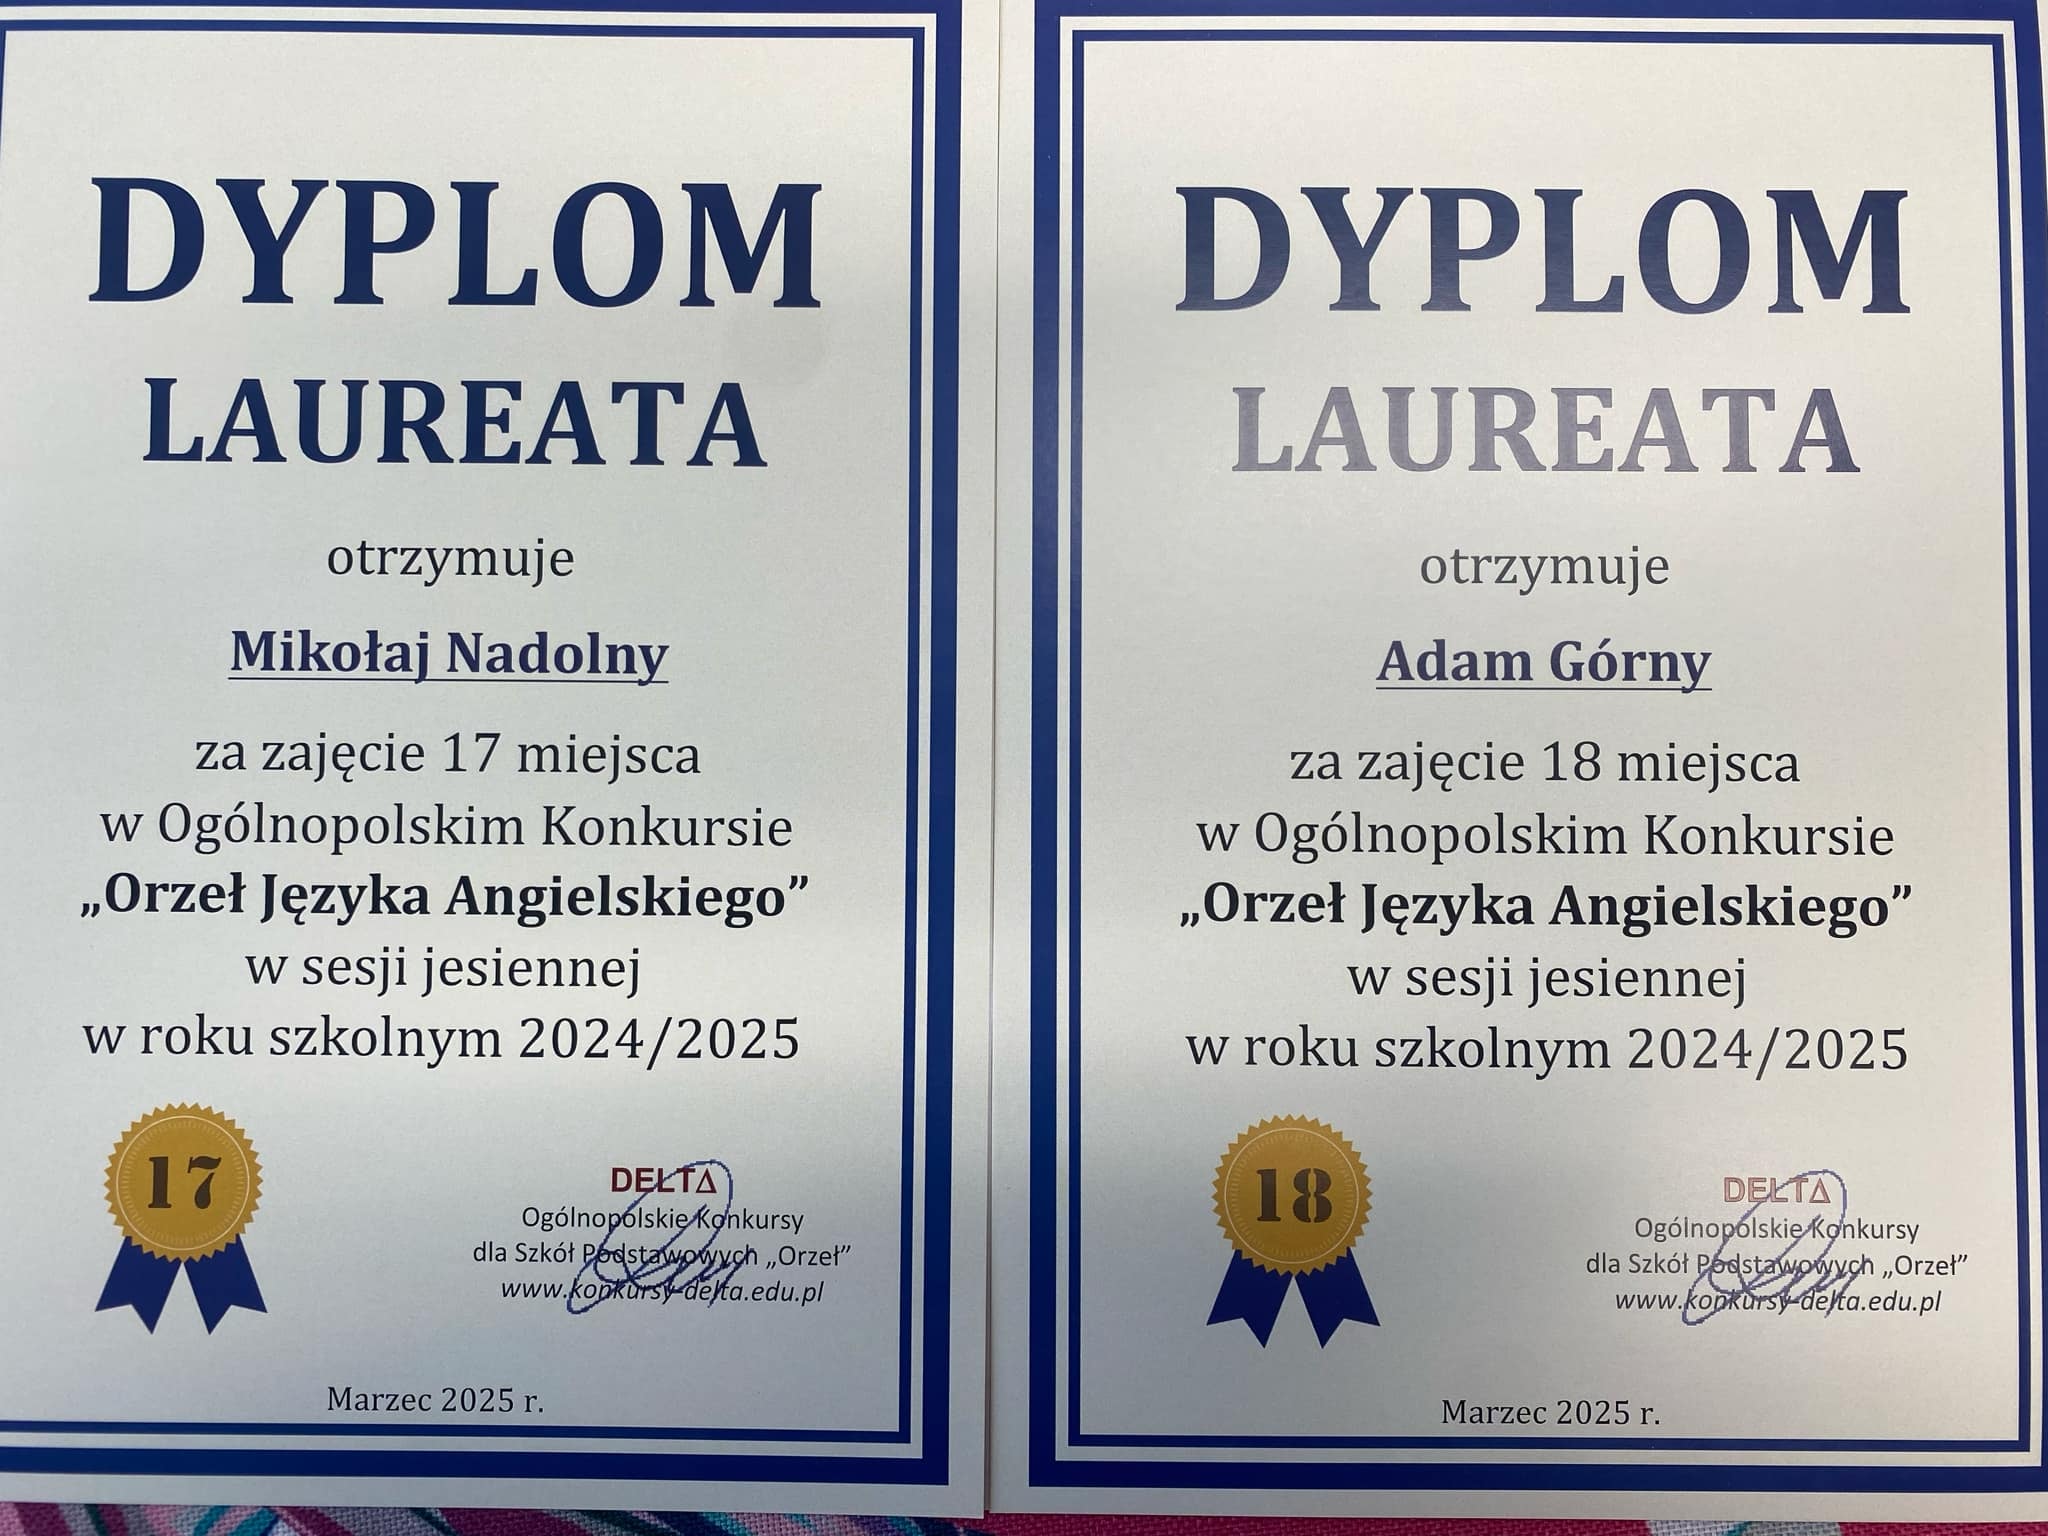 DYPLOM
LAUREATA
otrzymuje
Mikołaj Nadolny
za zajęcie 17 miejsca
w Ogólnopolskim Konkursie
„Orzeł Języka Angielskiego”
w sesji jesiennej
w roku szkolnym 2024/2025
17
DELTA
Ogólnopolskie Konkursy
dla Szkół Podstawowych „Orzeł”
www.konkursy-delta.edu.pl
Marzec 2025 r.
DYPLOM
LAUREATA
otrzymuje
Adam Górny
za zajęcie 18 miejsca
w Ogólnopolskim Konkursie
„Orzeł Języka Angielskiego”
w sesji jesiennej
w roku szkolnym 2024/2025
18
DELTA
Ogólnopolskie Konkursy
dla Szkół Podstawowych „Orzeł”
www.konkursy-delta.edu.pl
Marzec 2025 r.